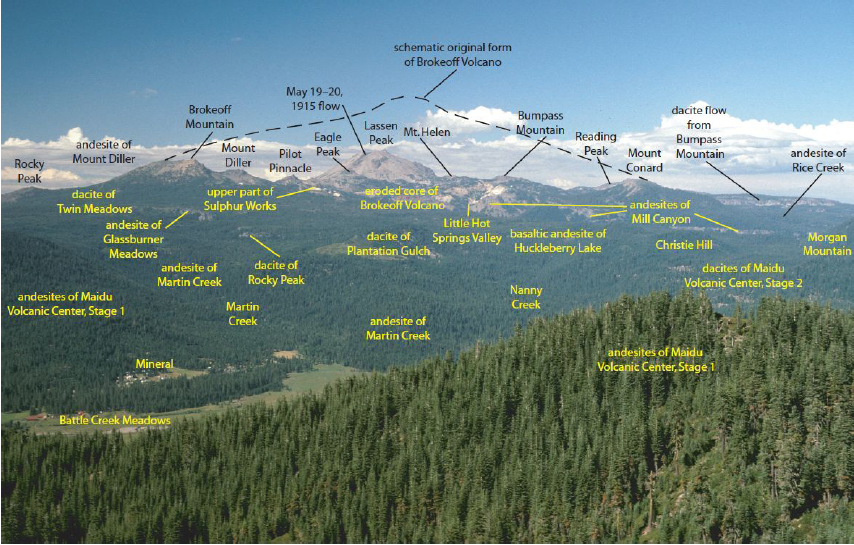 schematic original form
of Brokeoff Volcano
May 19–20,
1915 flow
Brokeoff
Mountain
Lassen
Peak
Mt. Helen
Bumpass
Mountain
dacite flow
from
Bumpass
Mountain
andesite of
Mount Diller
Mount
Diller
Pilot
Pinnacle
Eagle
Peak
Reading
Peak
Mount
Conard
andesite of
Rice Creek
Rocky
Peak
dacite of
Twin Meadows
upper part of
Sulphur Works
eroded core of
Brokeoff Volcano
andesites of
Mill Canyon
andesite of
Glassburner
Meadows
dacite of
Plantation Gulch
Little Hot
Springs Valley
basaltic andesite of
Huckleberry Lake
Christie Hill
Morgan
Mountain
andesite of
Martin Creek
dacite of
Rocky Peak
dacites of Maidu
Volcanic Center, Stage 2
andesites of Maidu
Volcanic Center, Stage 1
Martin
Creek
Nanny
Creek
andesite of
Martin Creek
andesites of Maidu
Volcanic Center, Stage 1
Mineral
Battle Creek Meadows